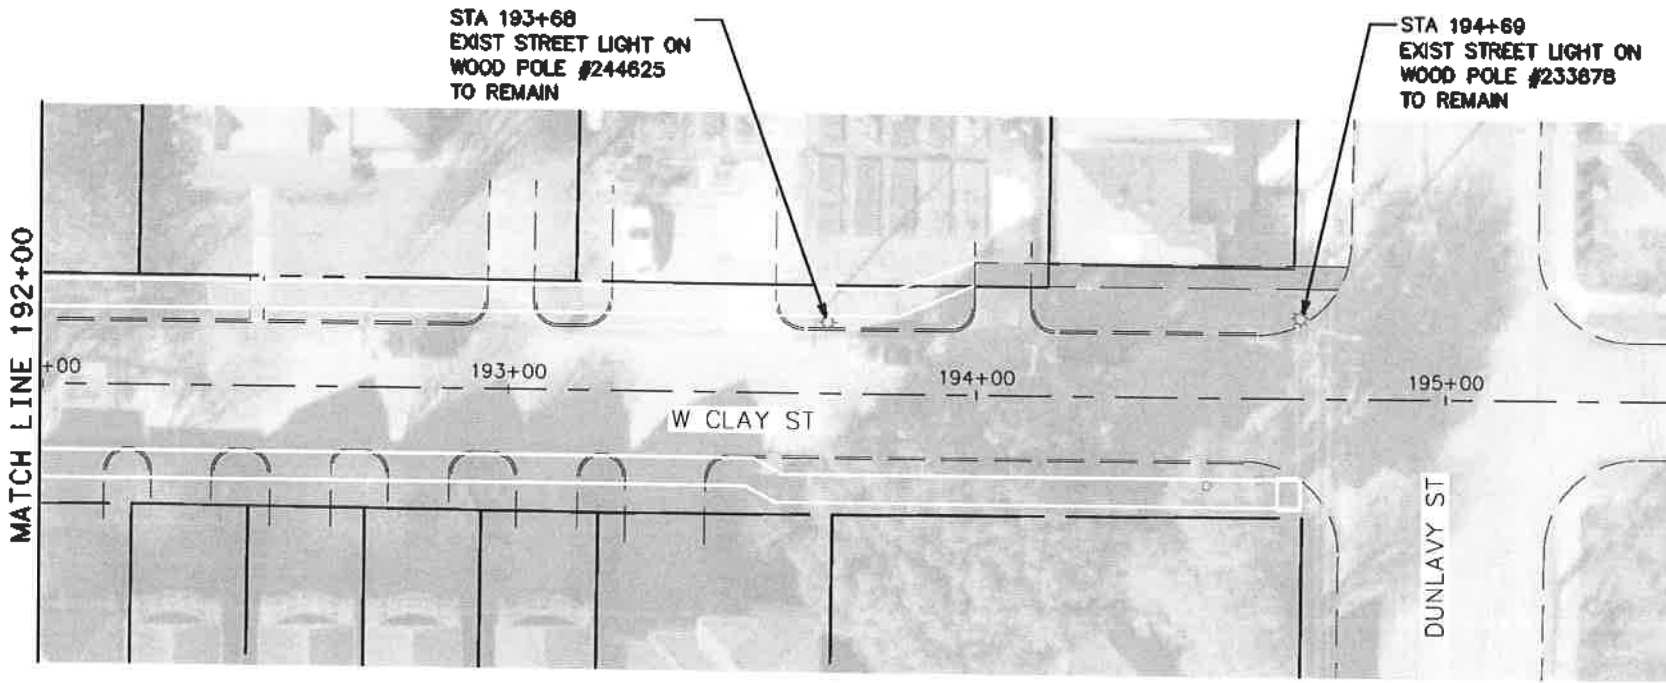 STA 193+68
EXIST STREET LIGHT ON
WOOD POLE #244625
TO REMAIN
STA 194+69
EXIST STREET LIGHT ON
WOOD POLE #233878
TO REMAIN
MATCH LINE 192+00
+00
193+00
194+00
195+00
W CLAY ST
DUNLAVY ST